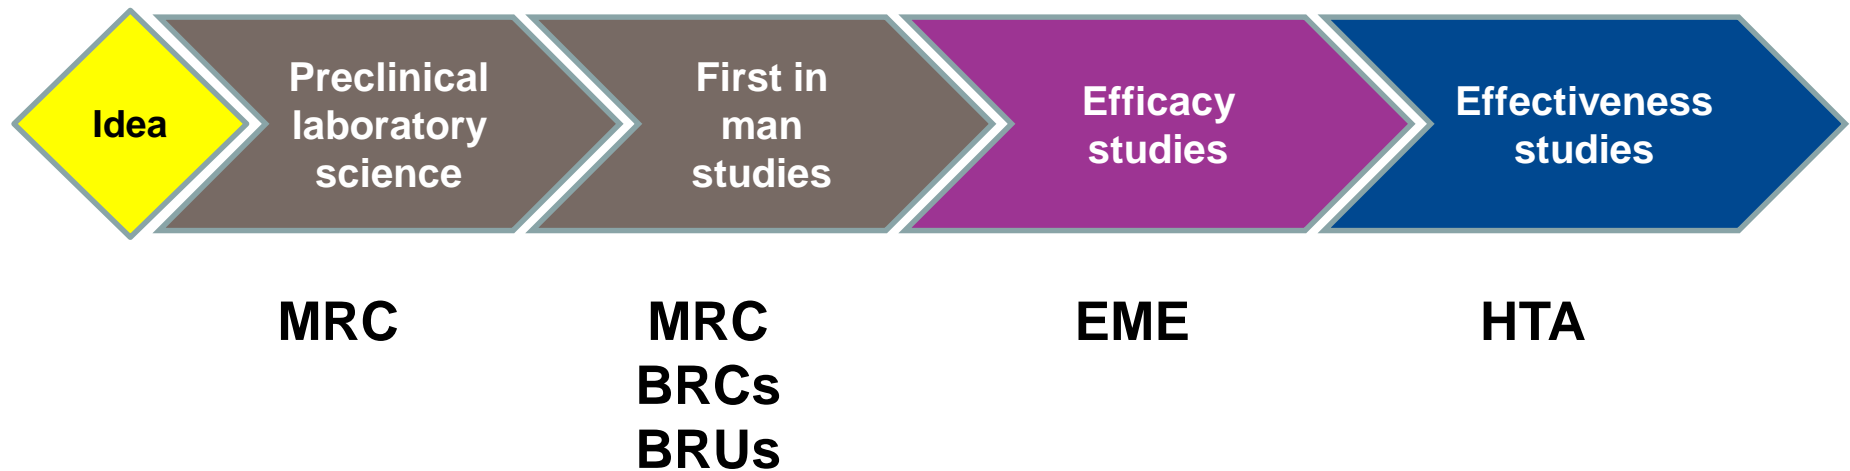 Idea
Preclinical
laboratory
science
First in
man
studies
Efficacy
studies
Effectiveness
studies
MRC
MRC
BRCs
BRUs
EME
HTA